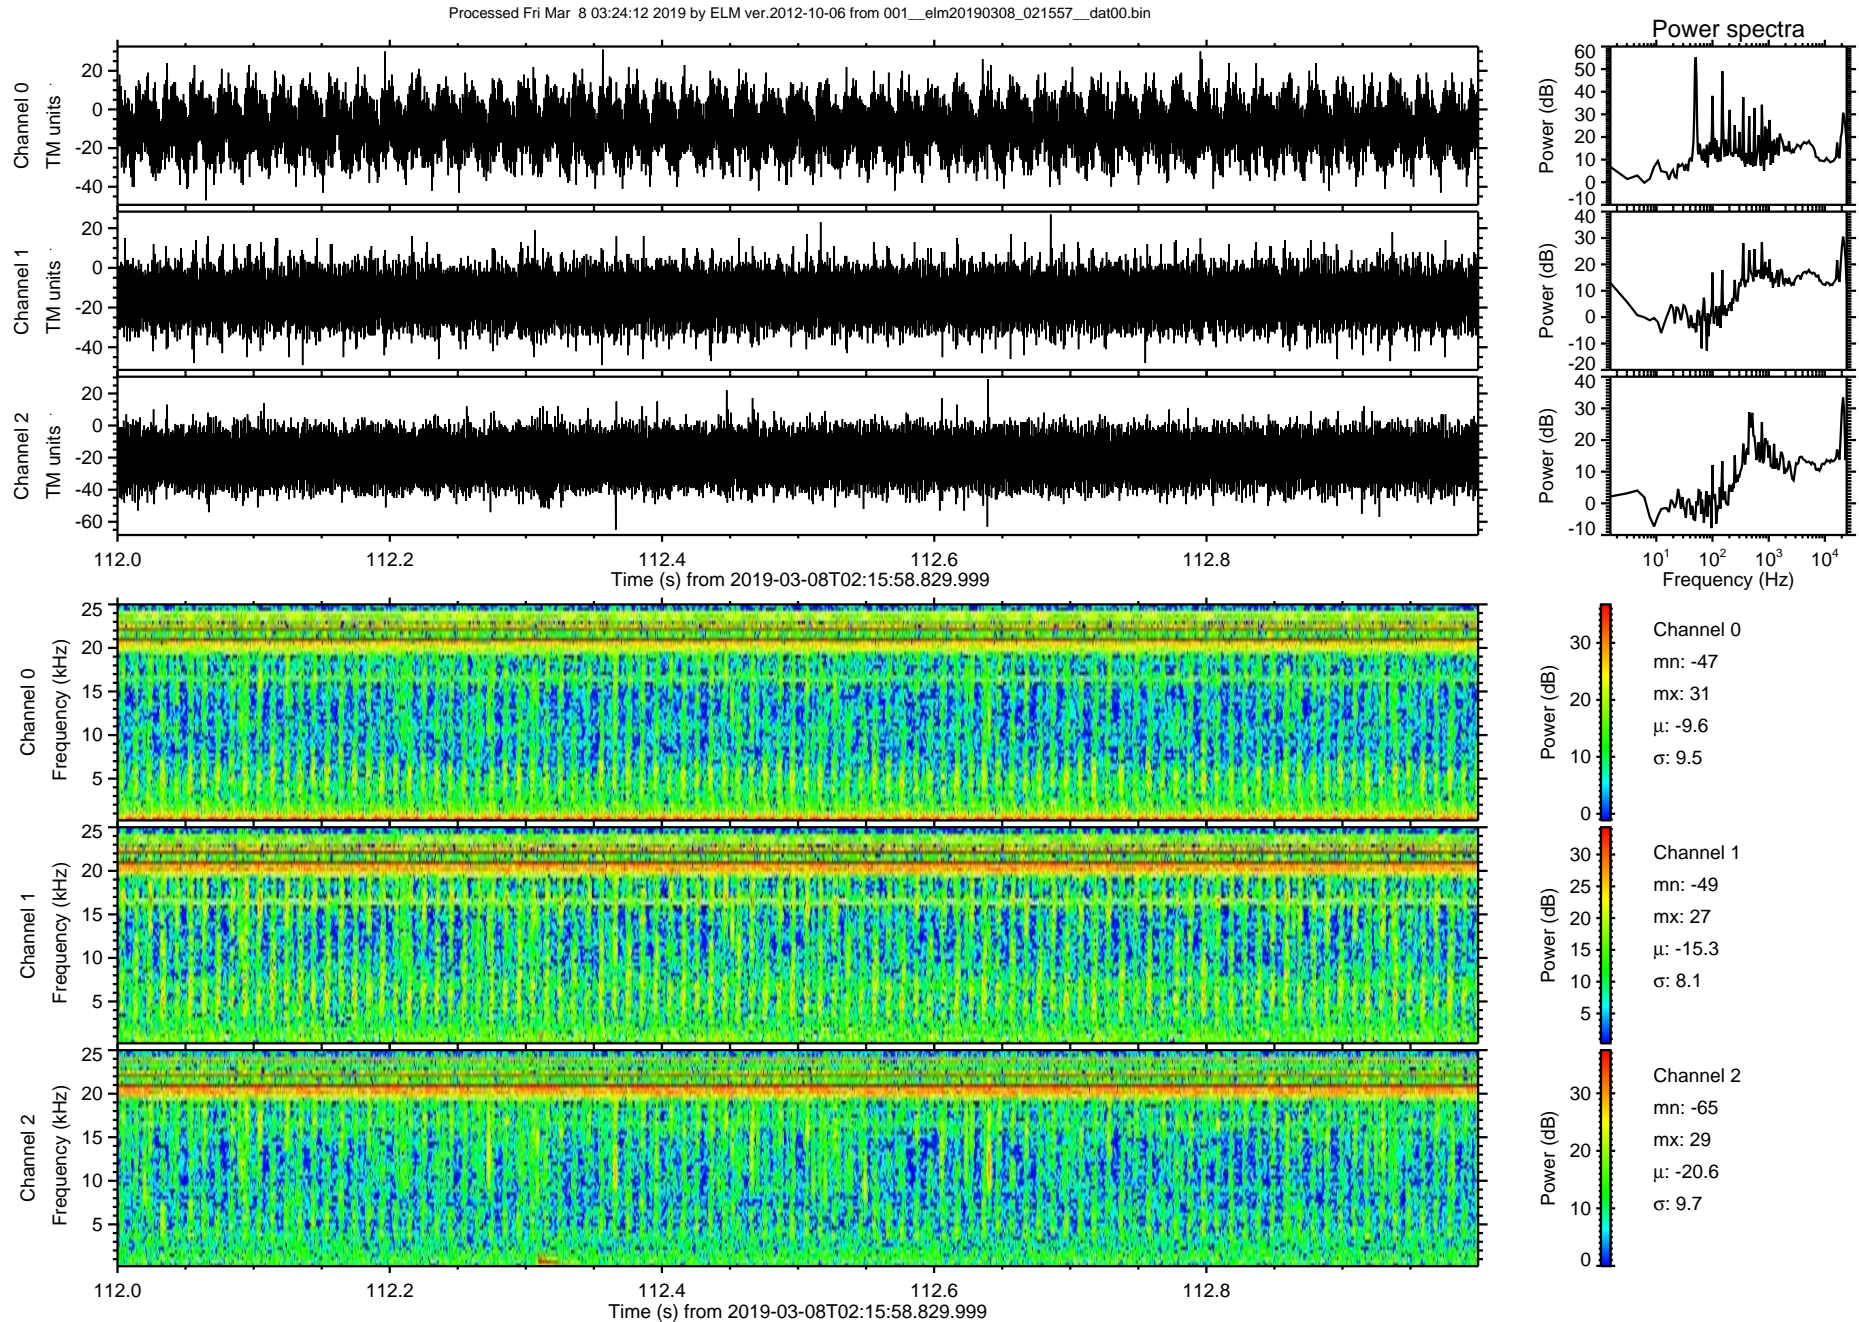 Processed Fri Mar  8 03:24:12 2019 by ELM ver.2012-10-06 from 001__elm20190308_021557__dat00.bin
Power spectra
Channel 0
TM units
20
0
-20
-40
Power (dB)
60
50
40
30
20
10
0
-10
Channel 1
TM units
20
0
-20
-40
Power (dB)
40
30
20
10
0
-10
-20
Channel 2
TM units
20
0
-20
-40
-60
Power (dB)
40
30
20
10
0
-10
112.0 112.2 112.4 112.6 112.8
Time (s) from 2019-03-08T02:15:58.829.999
10¹ 10² 10³ 10⁴
Frequency (Hz)
Channel 0
Frequency (kHz)
25
20
15
10
5
Power (dB)
30
20
10
0
Channel 0
mn: -47
mx: 31
µ: -9.6
σ: 9.5
Channel 1
Frequency (kHz)
25
20
15
10
5
Power (dB)
30
25
20
15
10
5
Channel 1
mn: -49
mx: 27
µ: -15.3
σ: 8.1
Channel 2
Frequency (kHz)
25
20
15
10
5
Power (dB)
30
20
10
0
Channel 2
mn: -65
mx: 29
µ: -20.6
σ: 9.7
112.0 112.2 112.4 112.6 112.8
Time (s) from 2019-03-08T02:15:58.829.999